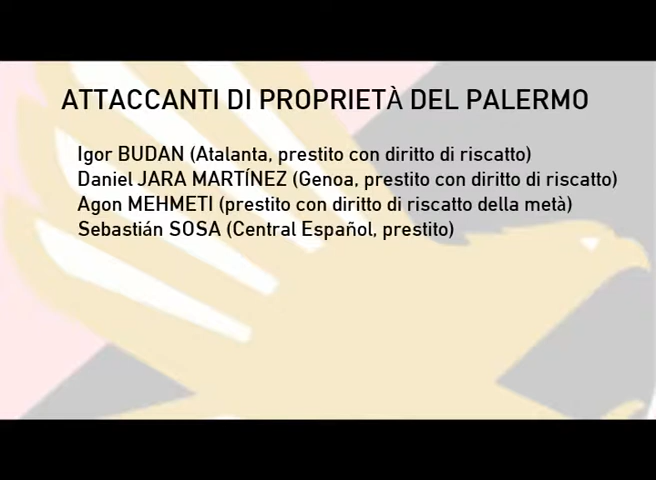 ATTACCANTI DI PROPRIETÀ DEL PALERMO
Igor BUDAN (Atalanta, prestito con diritto di riscatto)
Daniel JARA MARTÍNEZ (Genoa, prestito con diritto di riscatto)
Agon MEHMETI (prestito con diritto di riscatto della metà)
Sebastián SOSA (Central Español, prestito)